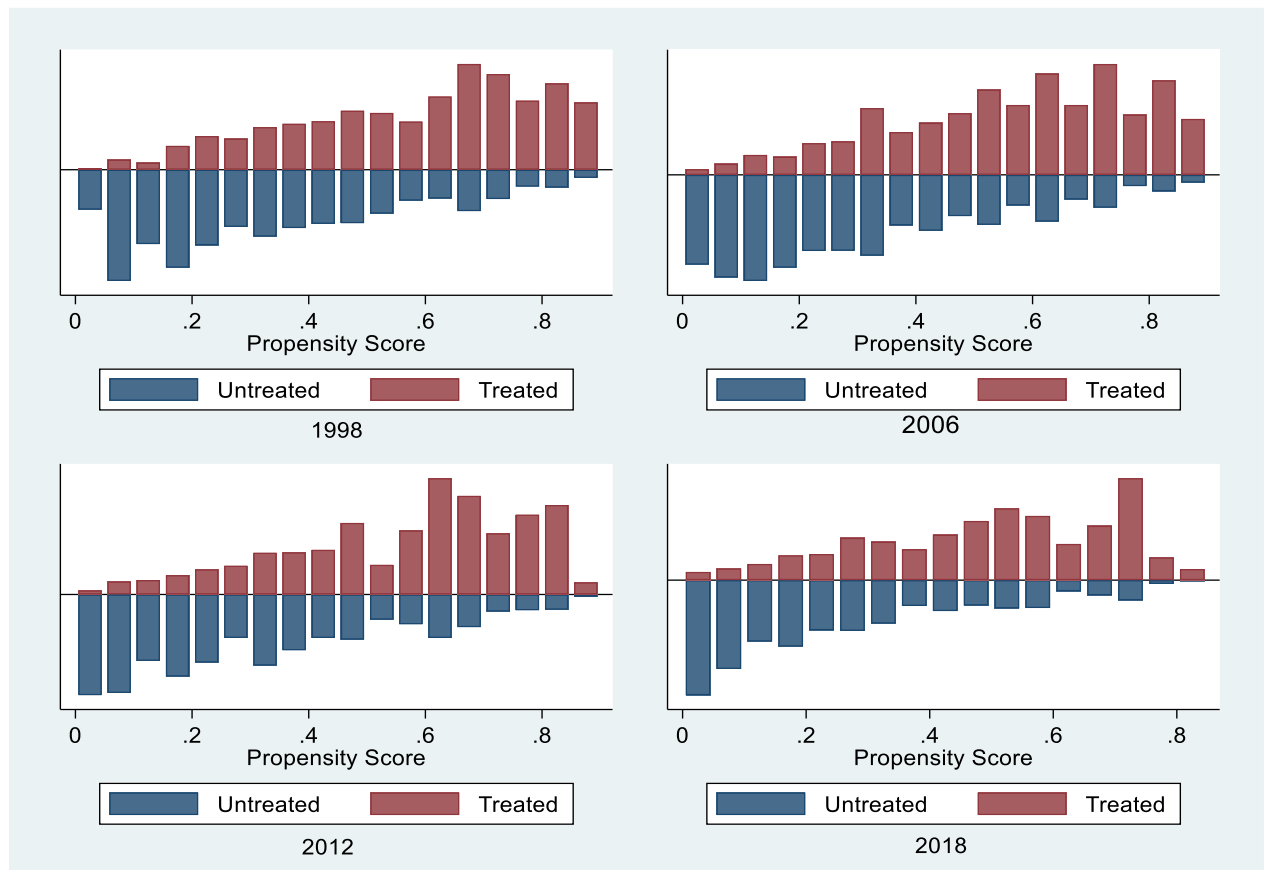 0 .2 .4 .6 .8
Propensity Score
Untreated Treated
1998
0 .2 .4 .6 .8
Propensity Score
Untreated Treated
2006
0 .2 .4 .6 .8
Propensity Score
Untreated Treated
2012
0 .2 .4 .6 .8
Propensity Score
Untreated Treated
2018